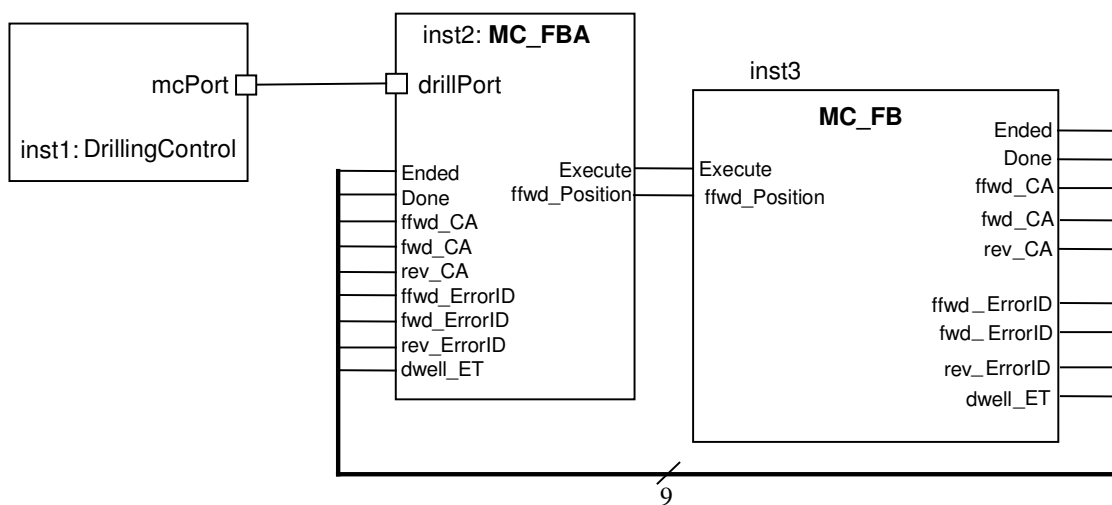 mcPort
inst1: DrillingControl
inst2: MC_FBA
drillPort
Ended
Done
ffwd_CA
fwd_CA
rev_CA
ffwd_ErrorID
fwd_ErrorID
rev_ErrorID
dwell_ET
Execute
ffwd_Position
inst3
MC_FB
Execute
ffwd_Position
Ended
Done
ffwd_CA
fwd_CA
rev_CA
ffwd_ErrorID
fwd_ErrorID
rev_ErrorID
dwell_ET
9